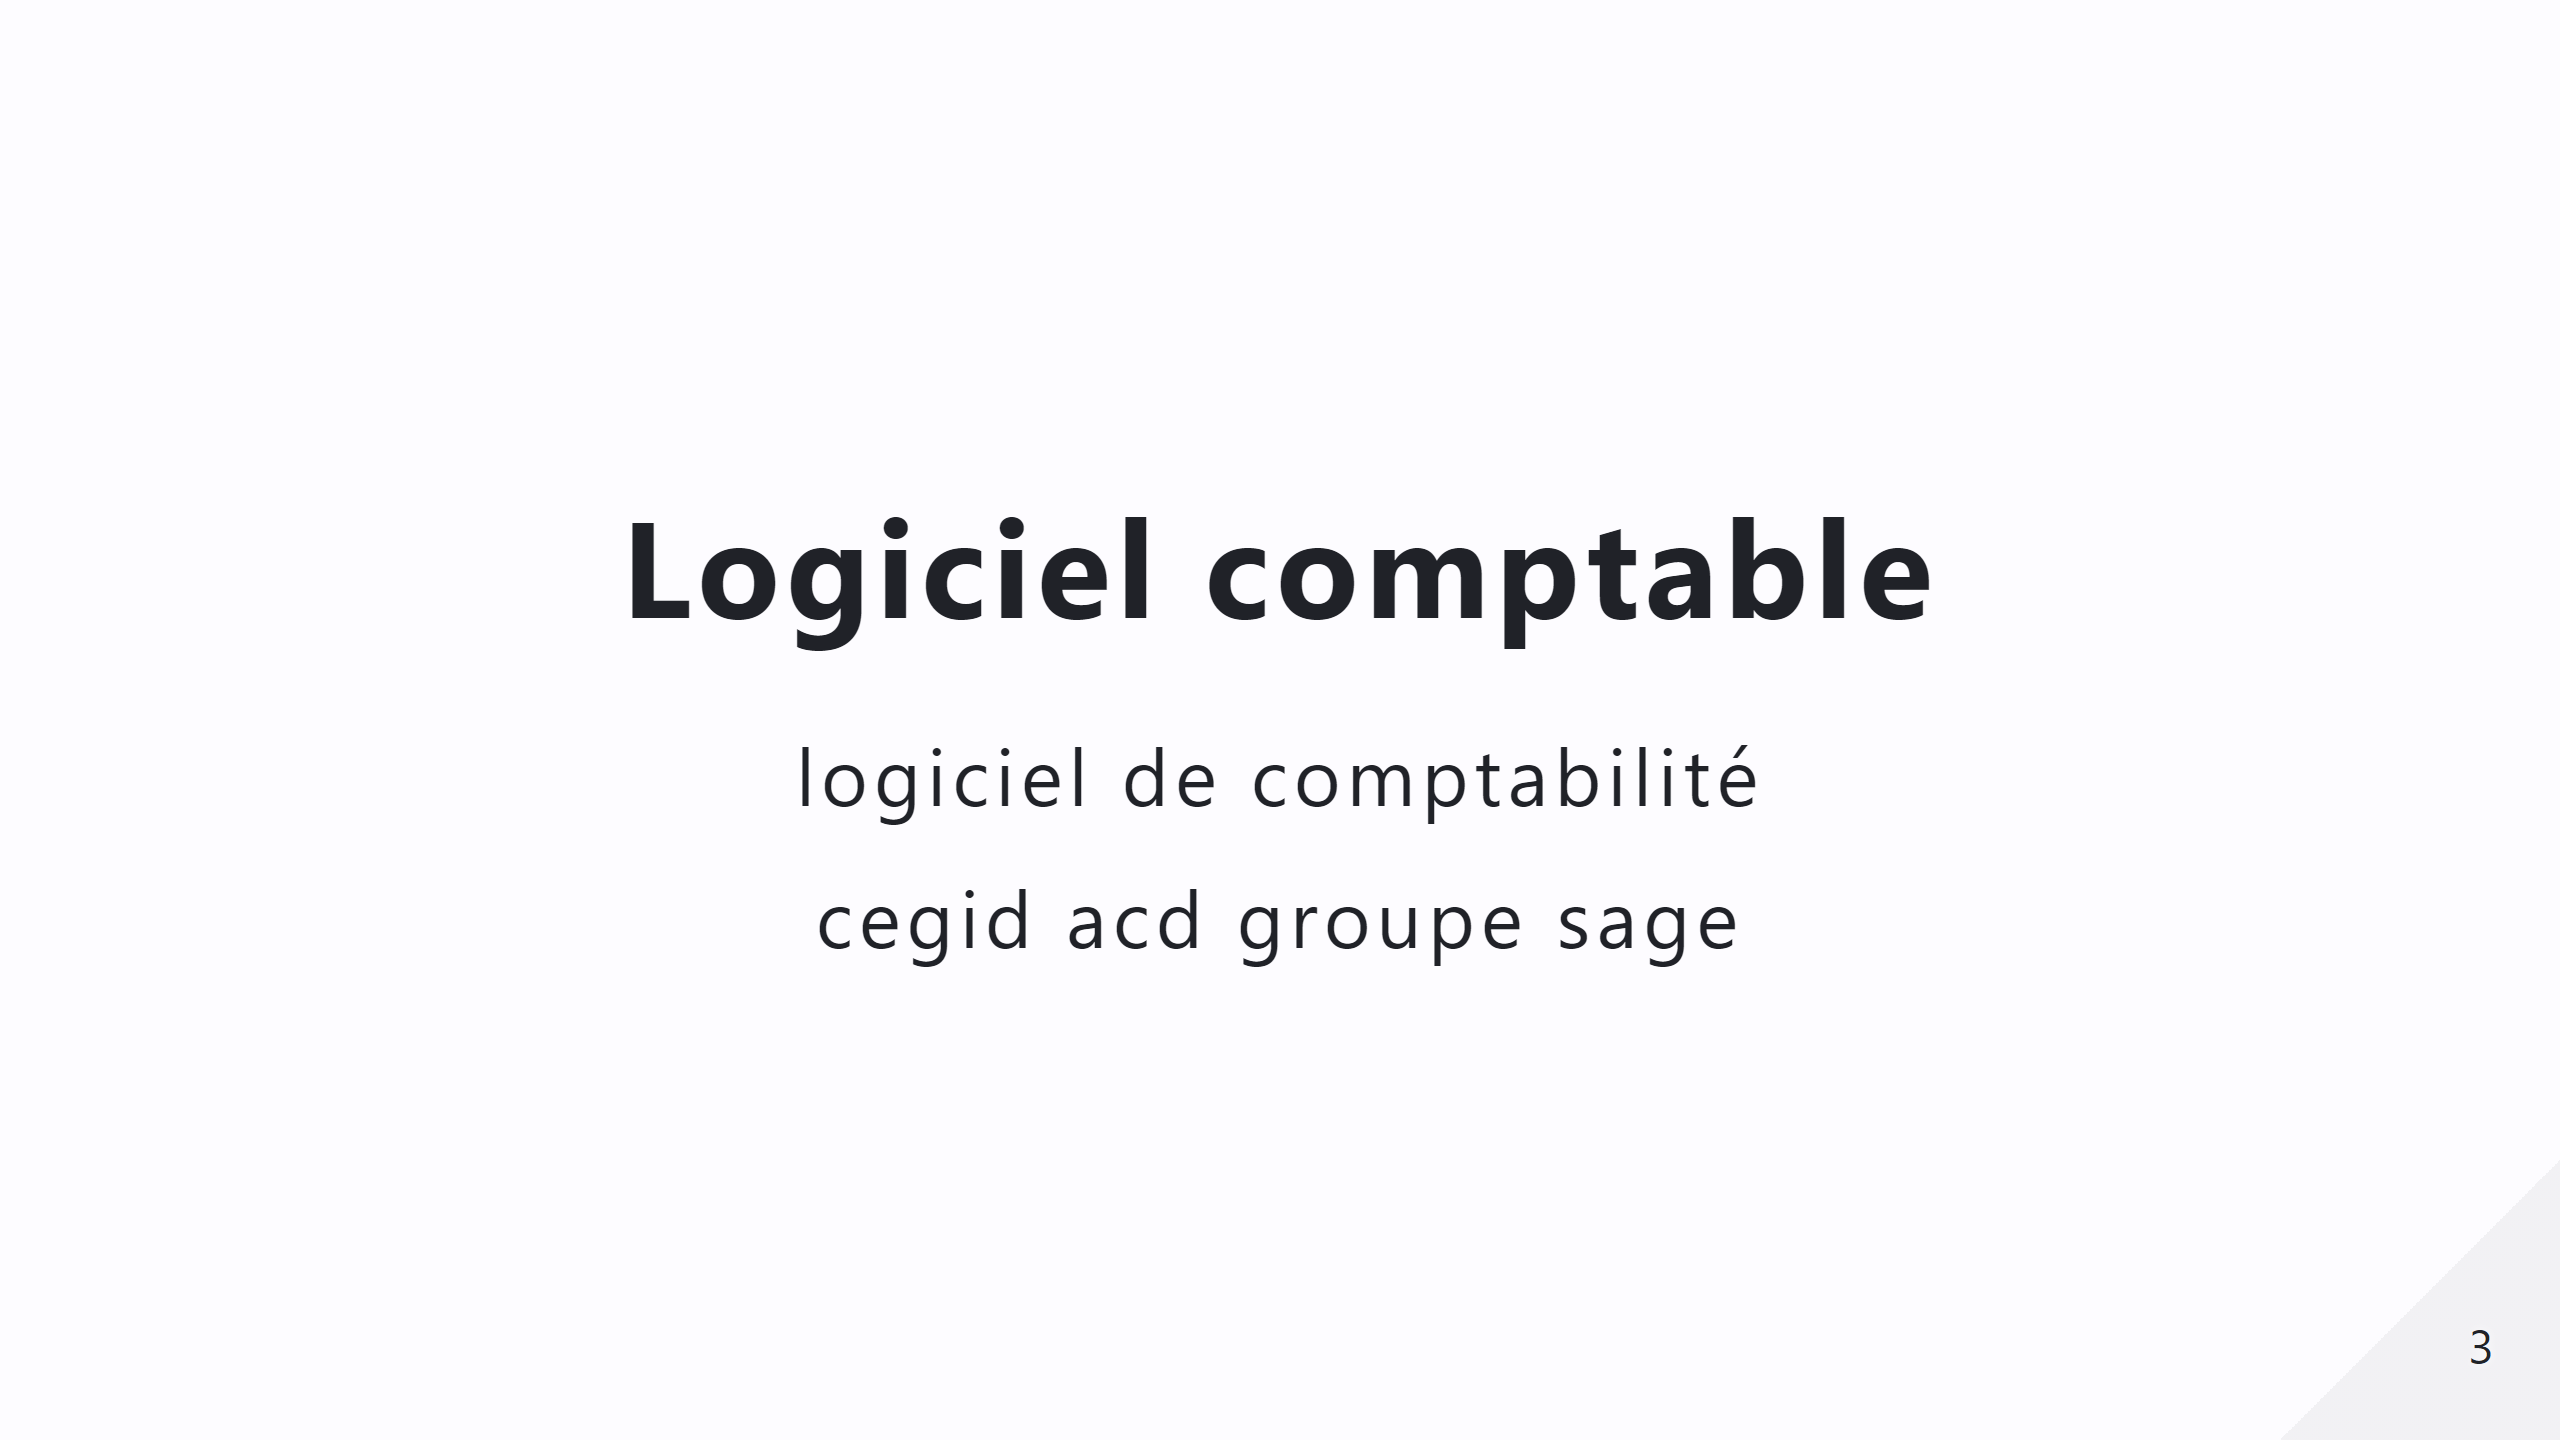 Logiciel comptable
logiciel de comptabilité
cegid acd groupe sage
3